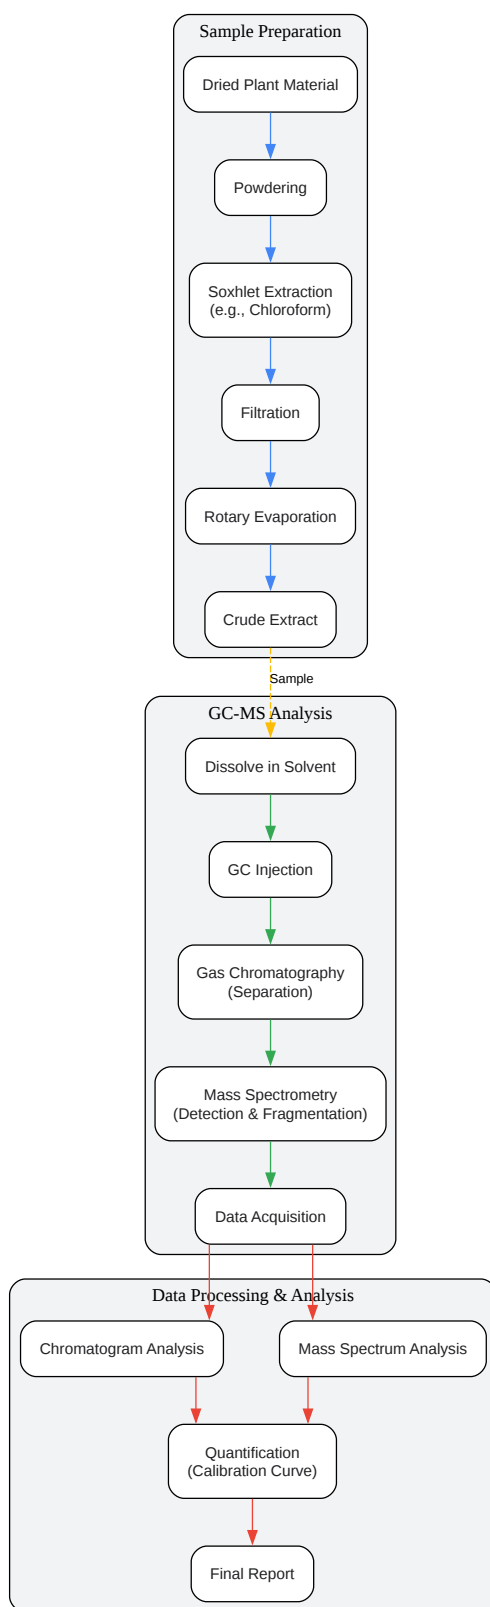 Sample Preparation
Dried Plant Material
Powdering
Soxhlet Extraction
(e.g., Chloroform)
Filtration
Rotary Evaporation
Crude Extract
Sample
GC-MS Analysis
Dissolve in Solvent
GC Injection
Gas Chromatography
(Separation)
Mass Spectrometry
(Detection & Fragmentation)
Data Acquisition
Data Processing & Analysis
Chromatogram Analysis
Mass Spectrum Analysis
Quantification
(Calibration Curve)
Final Report